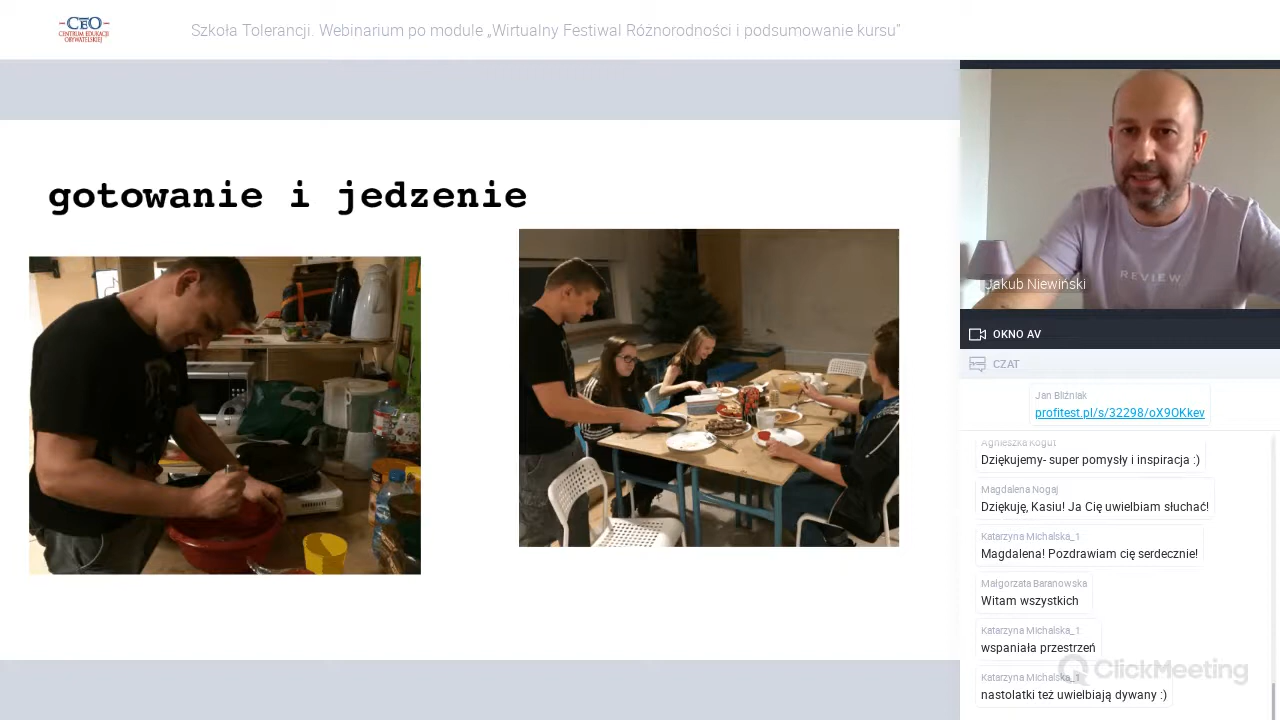 CEO
CENTRUM EDUKACJI
OBYWATELSKIEJ
Szkoła Tolerancji. Webinarium po module „Wirtualny Festiwal Różnorodności i podsumowanie kursu”
gotowanie i jedzenie
REVIEW
Jakub Niewiński
OKNO AV
CZAT
Jan Bliźniak
profitest.pl/s/32298/oX9OKkev
Agnieszka Kogut
Dziękujemy- super pomysły i inspiracja :)
Magdalena Nogaj
Dziękuję, Kasiu! Ja Cię uwielbiam słuchać!
Katarzyna Michalska_1
Magdalena! Pozdrawiam cię serdecznie!
Małgorzata Baranowska
Witam wszystkich
Katarzyna Michalska_1
wspaniała przestrzeń
ClickMeeting
Katarzyna Michalska_1
nastolatki też uwielbiają dywany :)